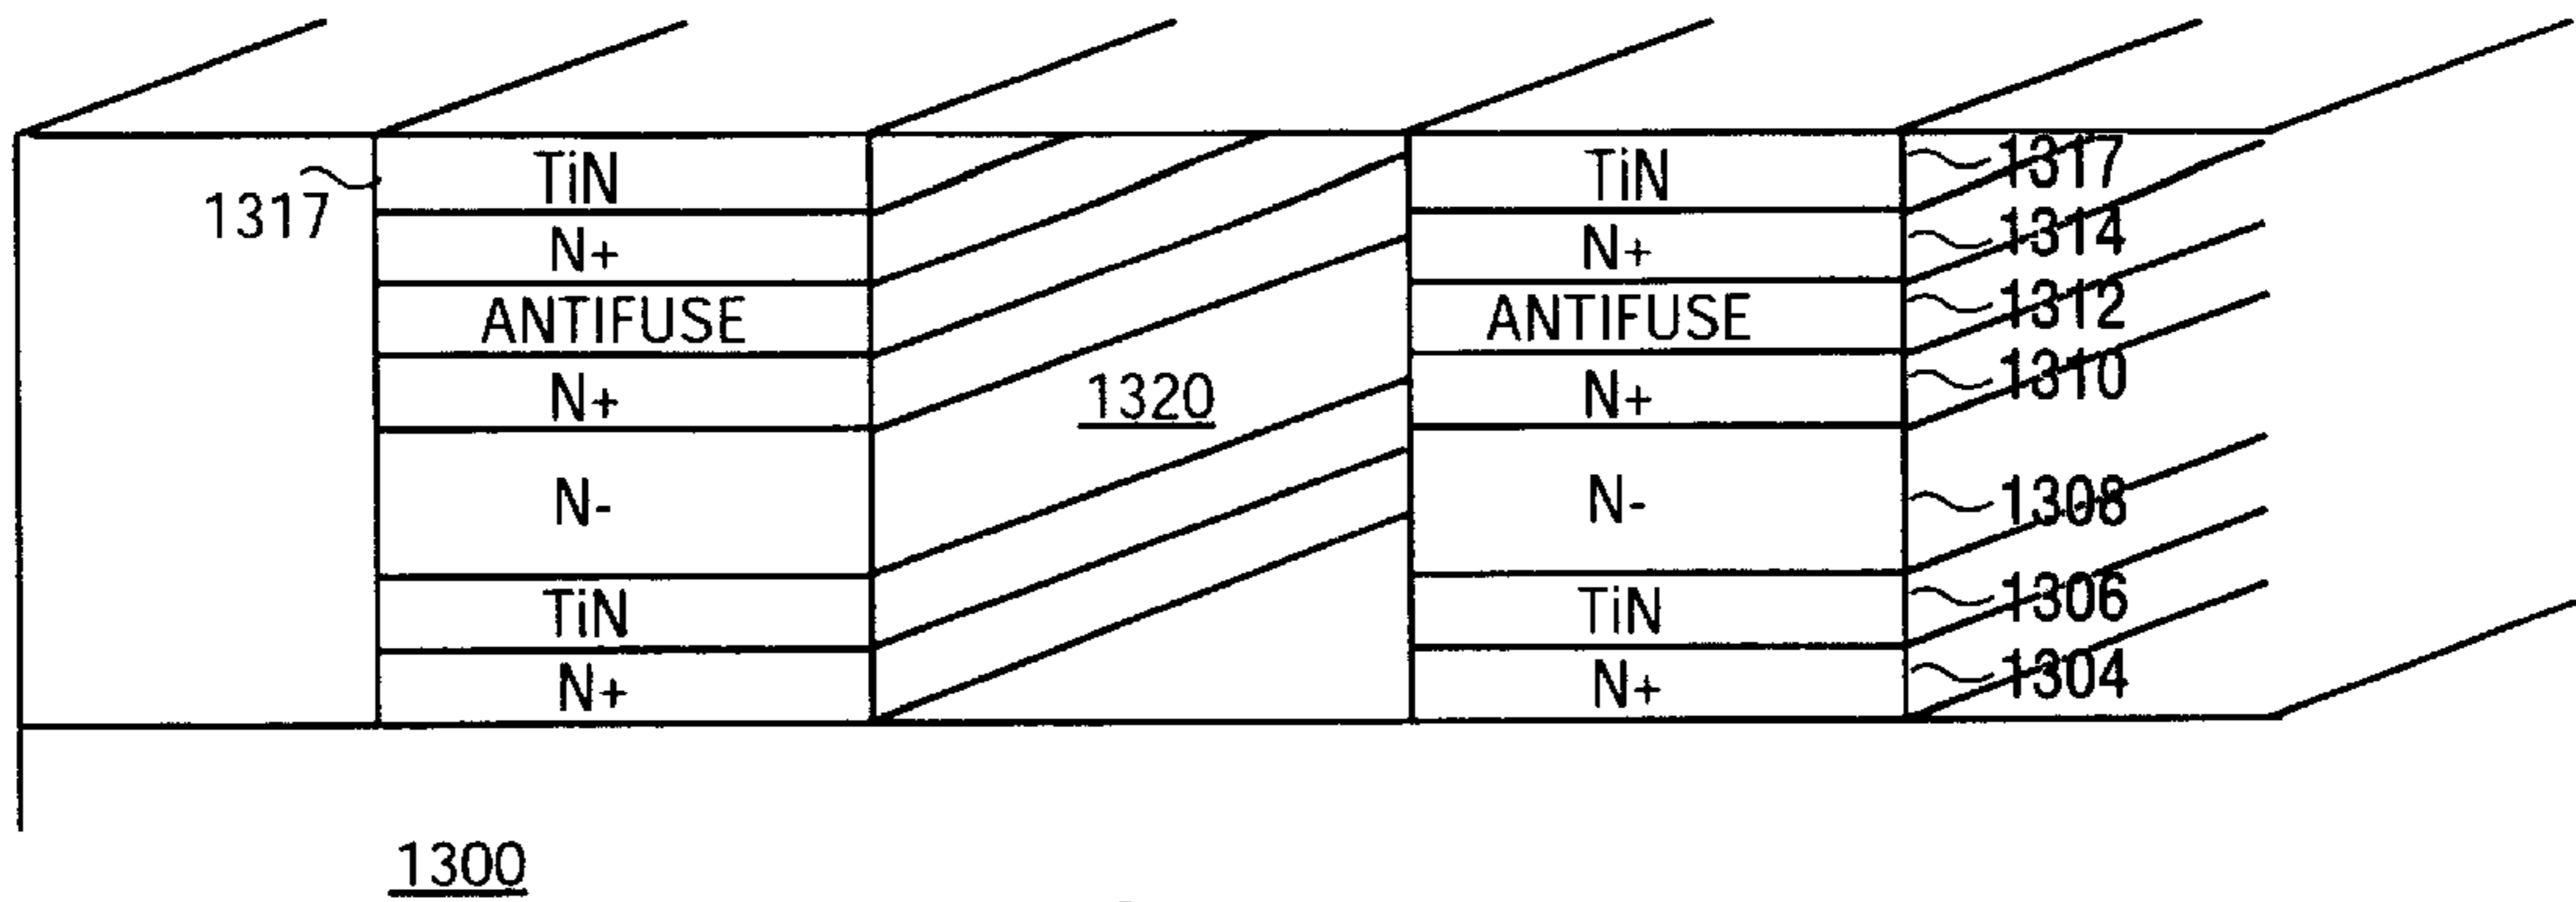 TiN TiN 1317
1317
N+ N+ 1314
ANTIFUSE ANTIFUSE 1312
N+ 1320 N+ 1310
N- N- 1308
TiN TiN 1306
N+ N+ 1304
1300